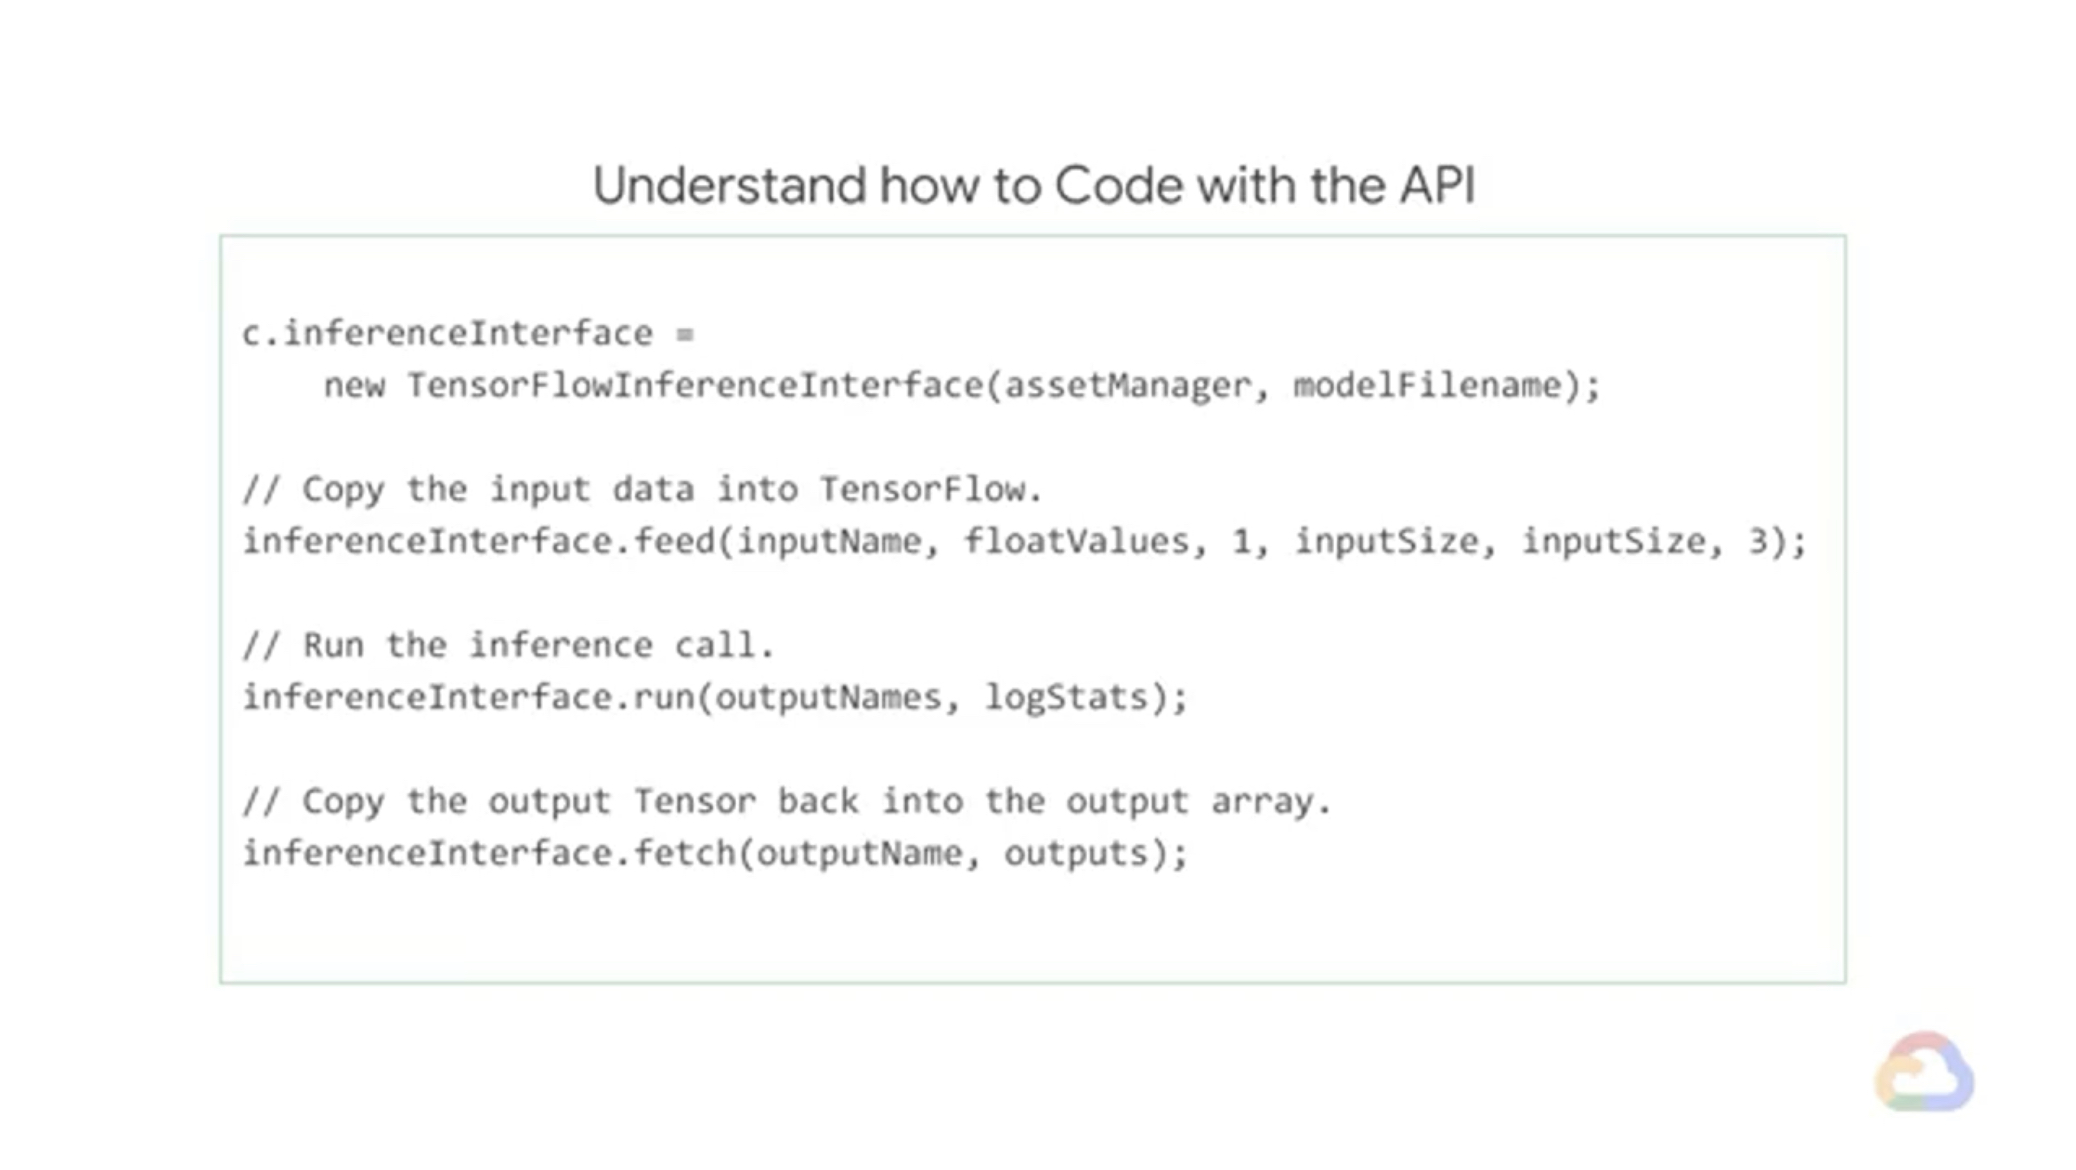 Understand how to Code with the API
c.inferenceInterface =
new TensorFlowInferenceInterface(assetManager, modelFilename);
// Copy the input data into TensorFlow.
inferenceInterface.feed(inputName, floatValues, 1, inputSize, inputSize, 3);
// Run the inference call.
inferenceInterface.run(outputNames, logStats);
// Copy the output Tensor back into the output array.
inferenceInterface.fetch(outputName, outputs);